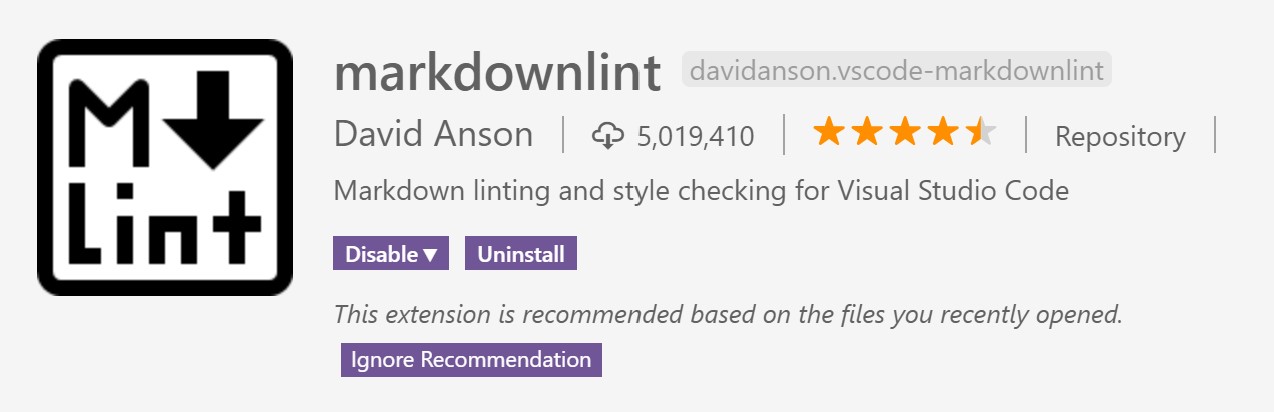 M
Lint
markdownlint davidanson.vscode-markdownlint
David Anson | 5,019,410 | Repository |
Markdown linting and style checking for Visual Studio Code
Disable ▾ Uninstall
This extension is recommended based on the files you recently opened.
Ignore Recommendation